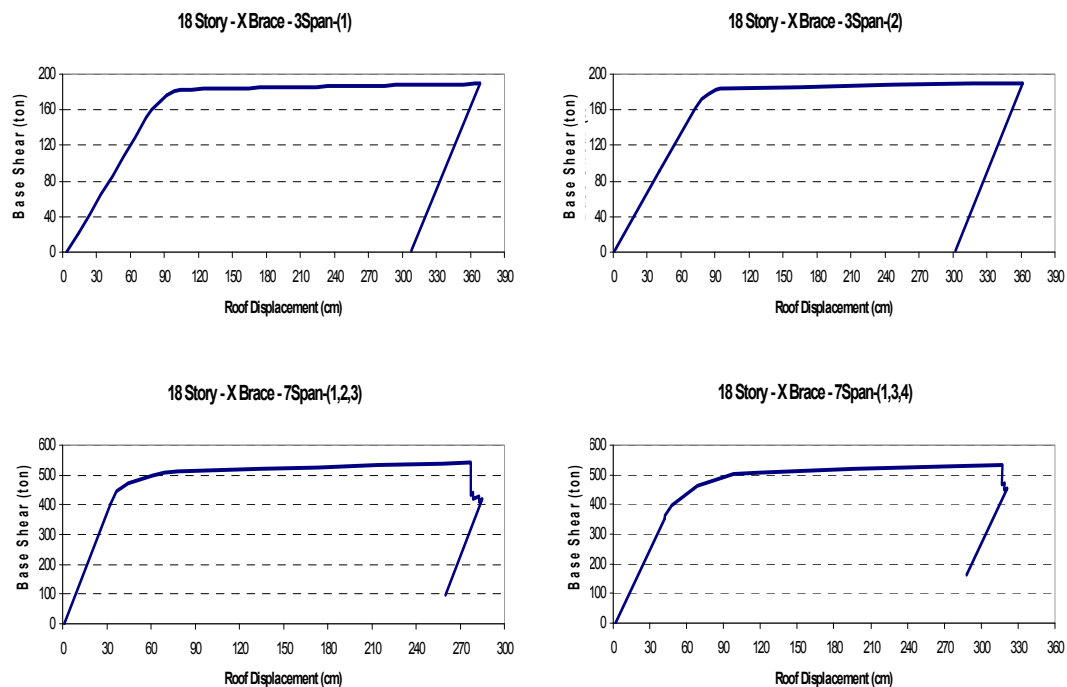 18 Story - X Brace - 3Span-(1)
200
160
120
80
40
0
Base Shear (ton)
0 30 60 90 120 150 180 210 240 270 300 330 360 390
Roof Displacement (cm)
18 Story - X Brace - 3Span-(2)
200
160
120
80
40
0
Base Shear (ton)
0 30 60 90 120 150 180 210 240 270 300 330 360 390
Roof Displacement (cm)
18 Story - X Brace - 7Span-(1,2,3)
600
500
400
300
200
100
0
Base Shear (ton)
0 30 60 90 120 150 180 210 240 270 300
Roof Displacement (cm)
18 Story - X Brace - 7Span-(1,3,4)
600
500
400
300
200
100
0
Base Shear (ton)
0 30 60 90 120 150 180 210 240 270 300 330 360
Roof Displacement (cm)